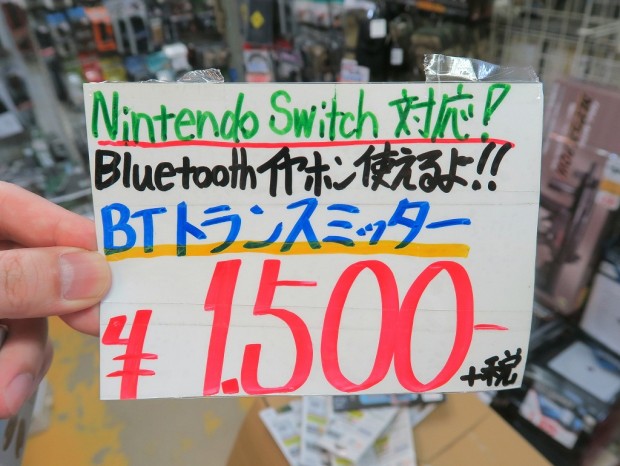 Nintendo Switch 対応!
Bluetoothイヤホン使えるよ!!
BTトランスミッター
¥1.500-
+税